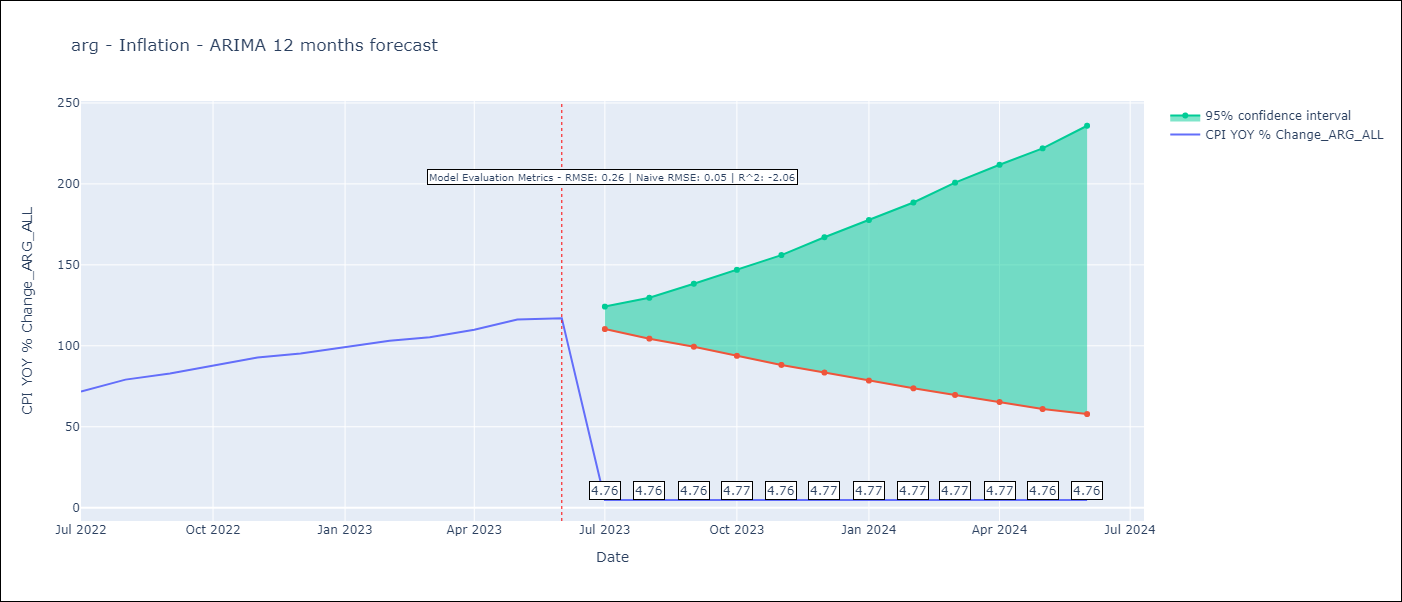 arg - Inflation - ARIMA 12 months forecast
250
200
150
100
50
0
CPI YOY % Change_ARG_ALL
Model Evaluation Metrics - RMSE: 0.26 | Naive RMSE: 0.05 | R^2: -2.06
95% confidence interval
CPI YOY % Change_ARG_ALL
4.76 4.76 4.76 4.77 4.76 4.77 4.77 4.77 4.77 4.77 4.76 4.76
Jul 2022 Oct 2022 Jan 2023 Apr 2023 Jul 2023 Oct 2023 Jan 2024 Apr 2024 Jul 2024
Date